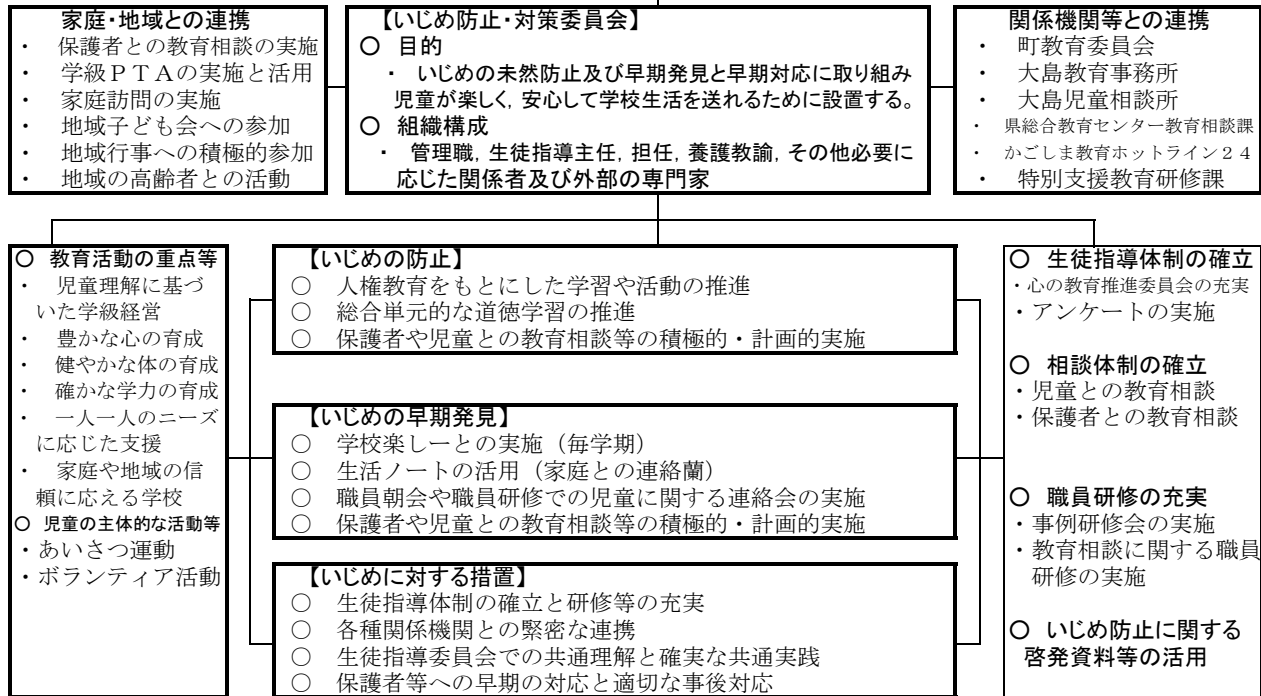 家庭・地域との連携
・ 保護者との教育相談の実施
・ 学級PTAの実施と活用
・ 家庭訪問の実施
・ 地域子ども会への参加
・ 地域行事への積極的参加
・ 地域の高齢者との活動
【いじめ防止・対策委員会】
○ 目的
・ いじめの未然防止及び早期発見と早期対応に取り組み
児童が楽しく,安心して学校生活を送れるために設置する。
○ 組織構成
・ 管理職,生徒指導主任,担任,養護教諭,その他必要に
応じた関係者及び外部の専門家
関係機関等との連携
・ 町教育委員会
・ 大島教育事務所
・ 大島児童相談所
・ 県総合教育センター教育相談課
・ かごしま教育ホットライン24
・ 特別支援教育研修課
○ 教育活動の重点等
・ 児童理解に基づ
いた学級経営
・ 豊かな心の育成
・ 健やかな体の育成
・ 確かな学力の育成
・ 一人一人のニーズ
に応じた支援
・ 家庭や地域の信
頼に応える学校
○ 児童の主体的な活動等
・あいさつ運動
・ボランティア活動
【いじめの防止】
○ 人権教育をもとにした学習や活動の推進
○ 総合単元的な道徳学習の推進
○ 保護者や児童との教育相談等の積極的・計画的実施
【いじめの早期発見】
○ 学校楽しーとの実施(毎学期)
○ 生活ノートの活用(家庭との連絡蘭)
○ 職員朝会や職員研修での児童に関する連絡会の実施
○ 保護者や児童との教育相談等の積極的・計画的実施
【いじめに対する措置】
○ 生徒指導体制の確立と研修等の充実
○ 各種関係機関との緊密な連携
○ 生徒指導委員会での共通理解と確実な共通実践
○ 保護者等への早期の対応と適切な事後対応
○ 生徒指導体制の確立
・心の教育推進委員会の充実
・アンケートの実施
○ 相談体制の確立
・児童との教育相談
・保護者との教育相談
○ 職員研修の充実
・事例研修会の実施
・教育相談に関する職員
研修の実施
○ いじめ防止に関する
啓発資料等の活用